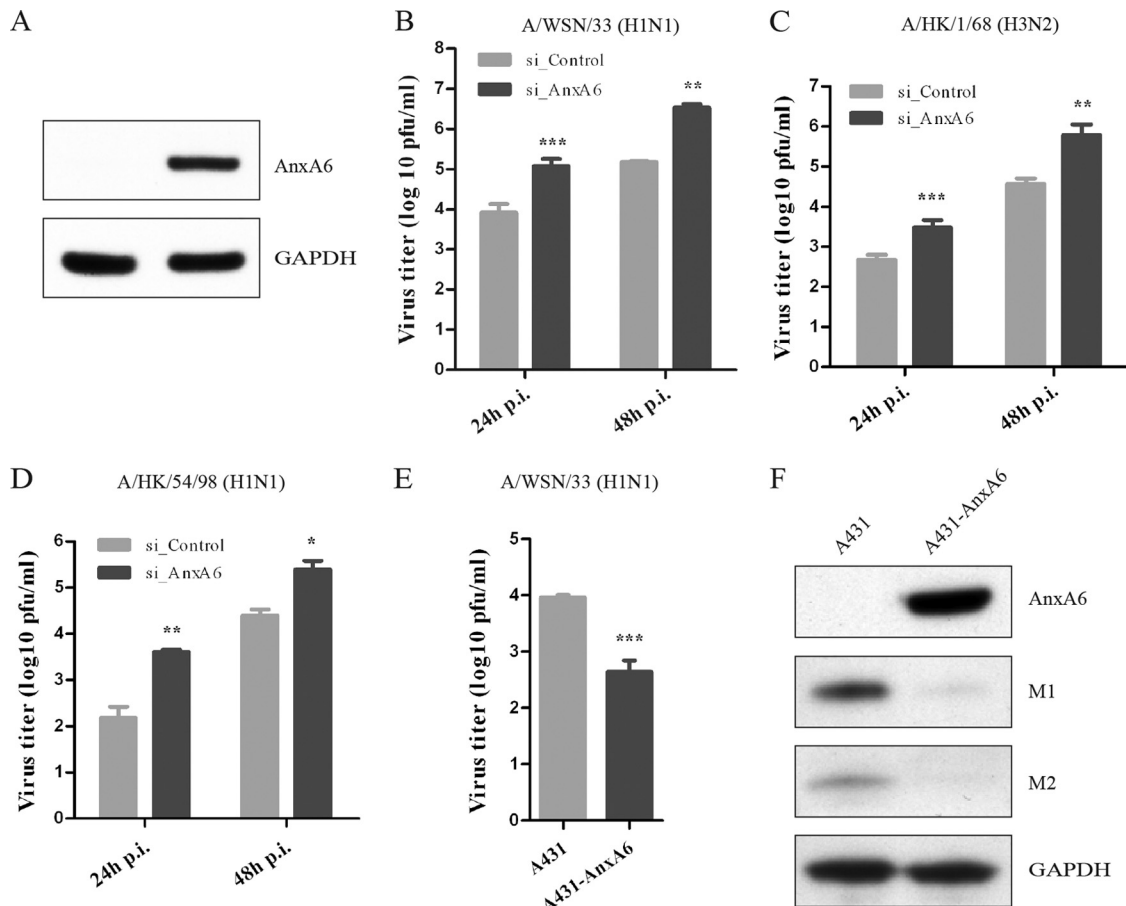 A
AnxA6
GAPDH
B
A/WSN/33 (H1N1)
Virus titer (log 10 pfu/ml)
8
7
6
5
4
3
2
1
0
si_Control
si_AnxA6
***
**
24h p.i.
48h p.i.
C
A/HK/1/68 (H3N2)
Virus titer (log10 pfu/ml)
7
6
5
4
3
2
1
0
si_Control
si_AnxA6
***
**
24h p.i.
48h p.i.
D
A/HK/54/98 (H1N1)
Virus titer (log10 pfu/ml)
6
5
4
3
2
1
0
si_Control
si_AnxA6
**
*
24h p.i.
48h p.i.
E
A/WSN/33 (H1N1)
Virus titer (log10 pfu/ml)
5
4
3
2
1
0
***
A431
A431-AnxA6
F
A431
A431-AnxA6
AnxA6
M1
M2
GAPDH